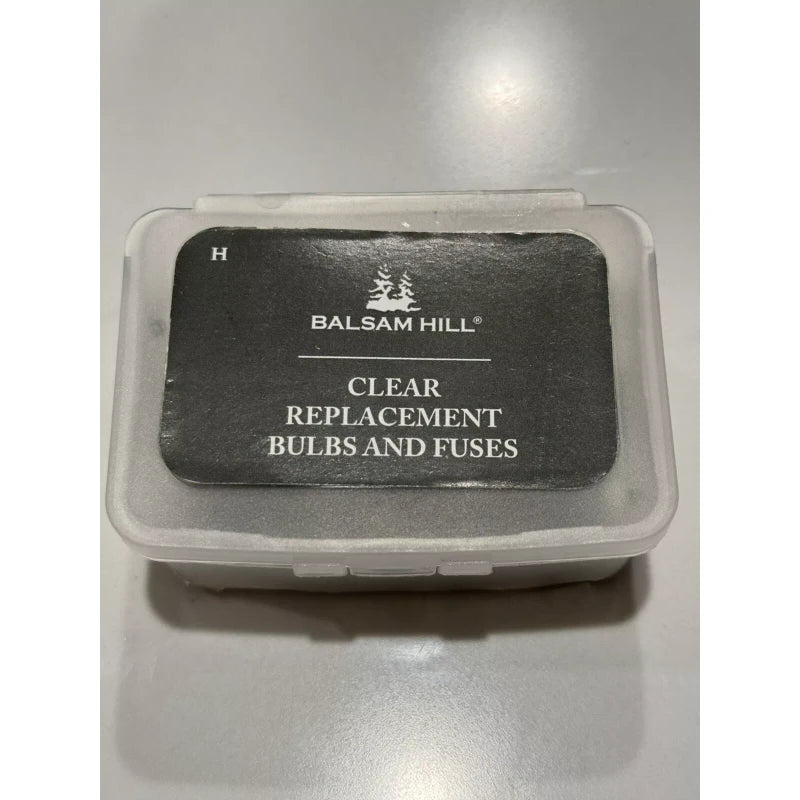 H
BALSAM HILL®
CLEAR
REPLACEMENT
BULBS AND FUSES